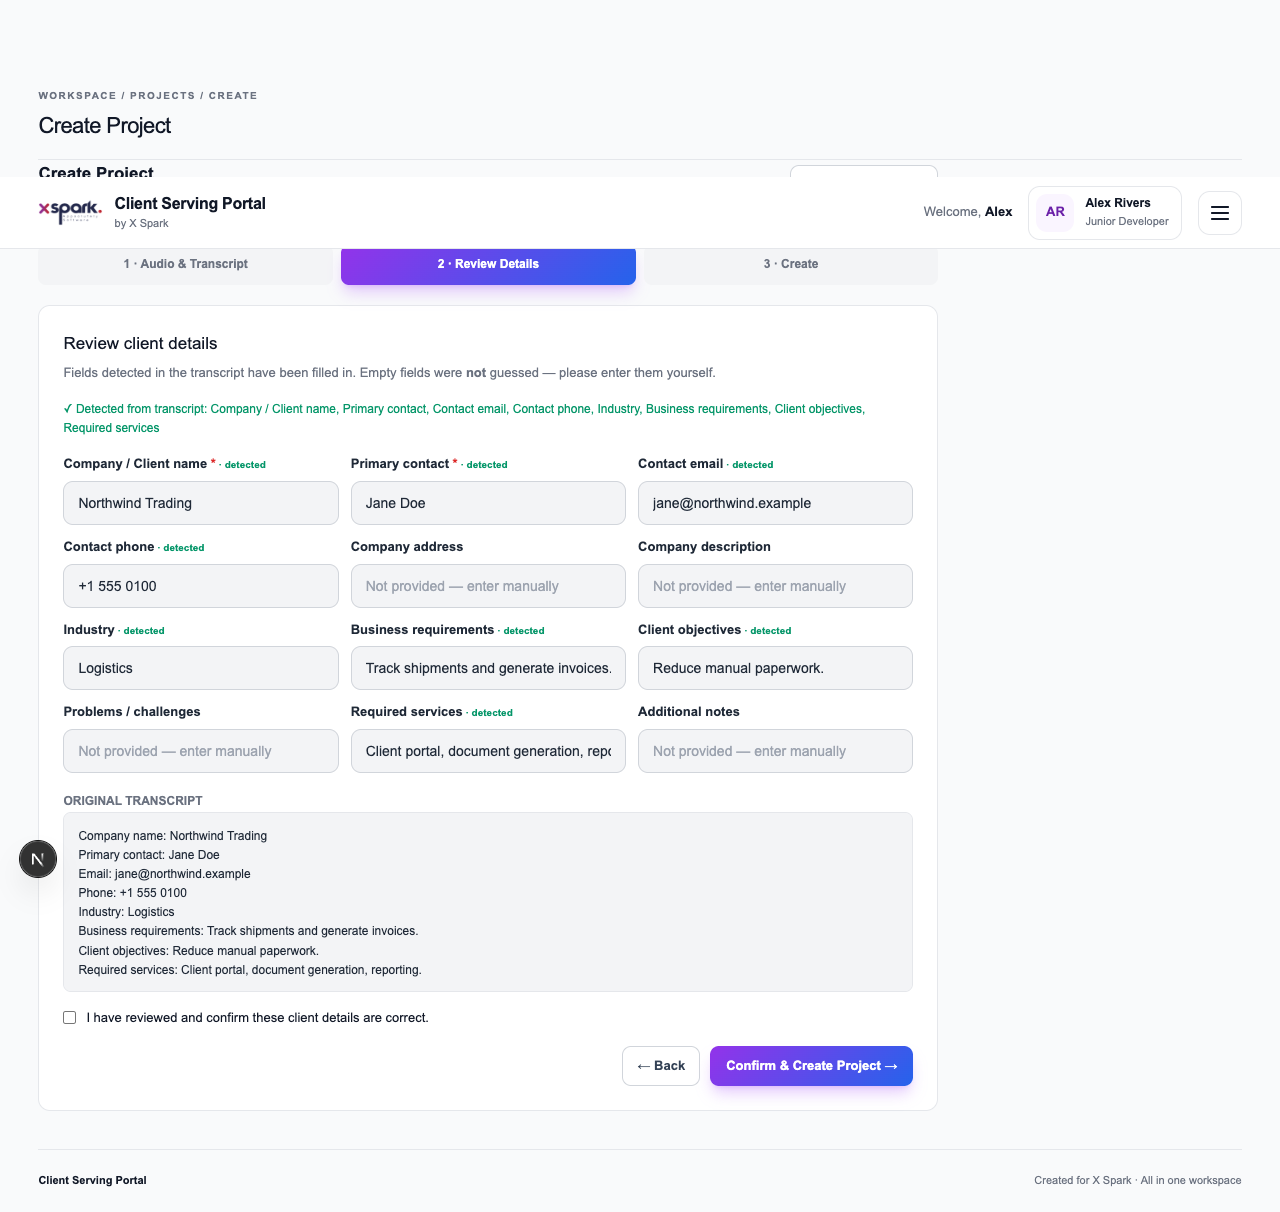 WORKSPACE / PROJECTS / CREATE
Create Project
Create Project
xspark.
Client Serving Portal
by X Spark
Welcome, Alex
AR
Alex Rivers
Junior Developer
1 · Audio & Transcript
2 · Review Details
3 · Create
Review client details
Fields detected in the transcript have been filled in. Empty fields were not guessed — please enter them yourself.
✓ Detected from transcript: Company / Client name, Primary contact, Contact email, Contact phone, Industry, Business requirements, Client objectives,
Required services
Company / Client name * · detected
Primary contact * · detected
Contact email · detected
Northwind Trading
Jane Doe
jane@northwind.example
Contact phone · detected
Company address
Company description
+1 555 0100
Not provided — enter manually
Not provided — enter manually
Industry · detected
Business requirements · detected
Client objectives · detected
Logistics
Track shipments and generate invoices.
Reduce manual paperwork.
Problems / challenges
Required services · detected
Additional notes
Not provided — enter manually
Client portal, document generation, repo
Not provided — enter manually
ORIGINAL TRANSCRIPT
Company name: Northwind Trading
Primary contact: Jane Doe
Email: jane@northwind.example
Phone: +1 555 0100
Industry: Logistics
Business requirements: Track shipments and generate invoices.
Client objectives: Reduce manual paperwork.
Required services: Client portal, document generation, reporting.
N
I have reviewed and confirm these client details are correct.
← Back
Confirm & Create Project →
Client Serving Portal
Created for X Spark · All in one workspace